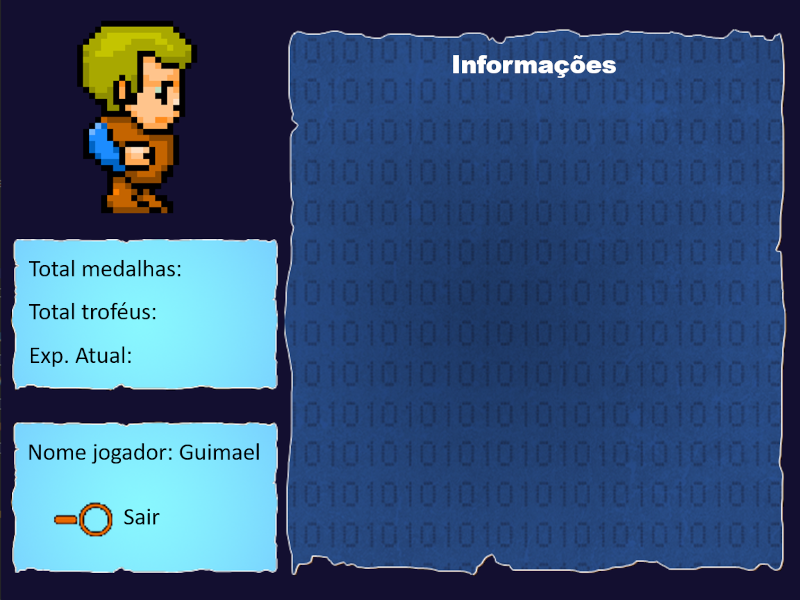 Informações
Total medalhas:
Total troféus:
Exp. Atual:
Nome jogador: Guimael
Sair